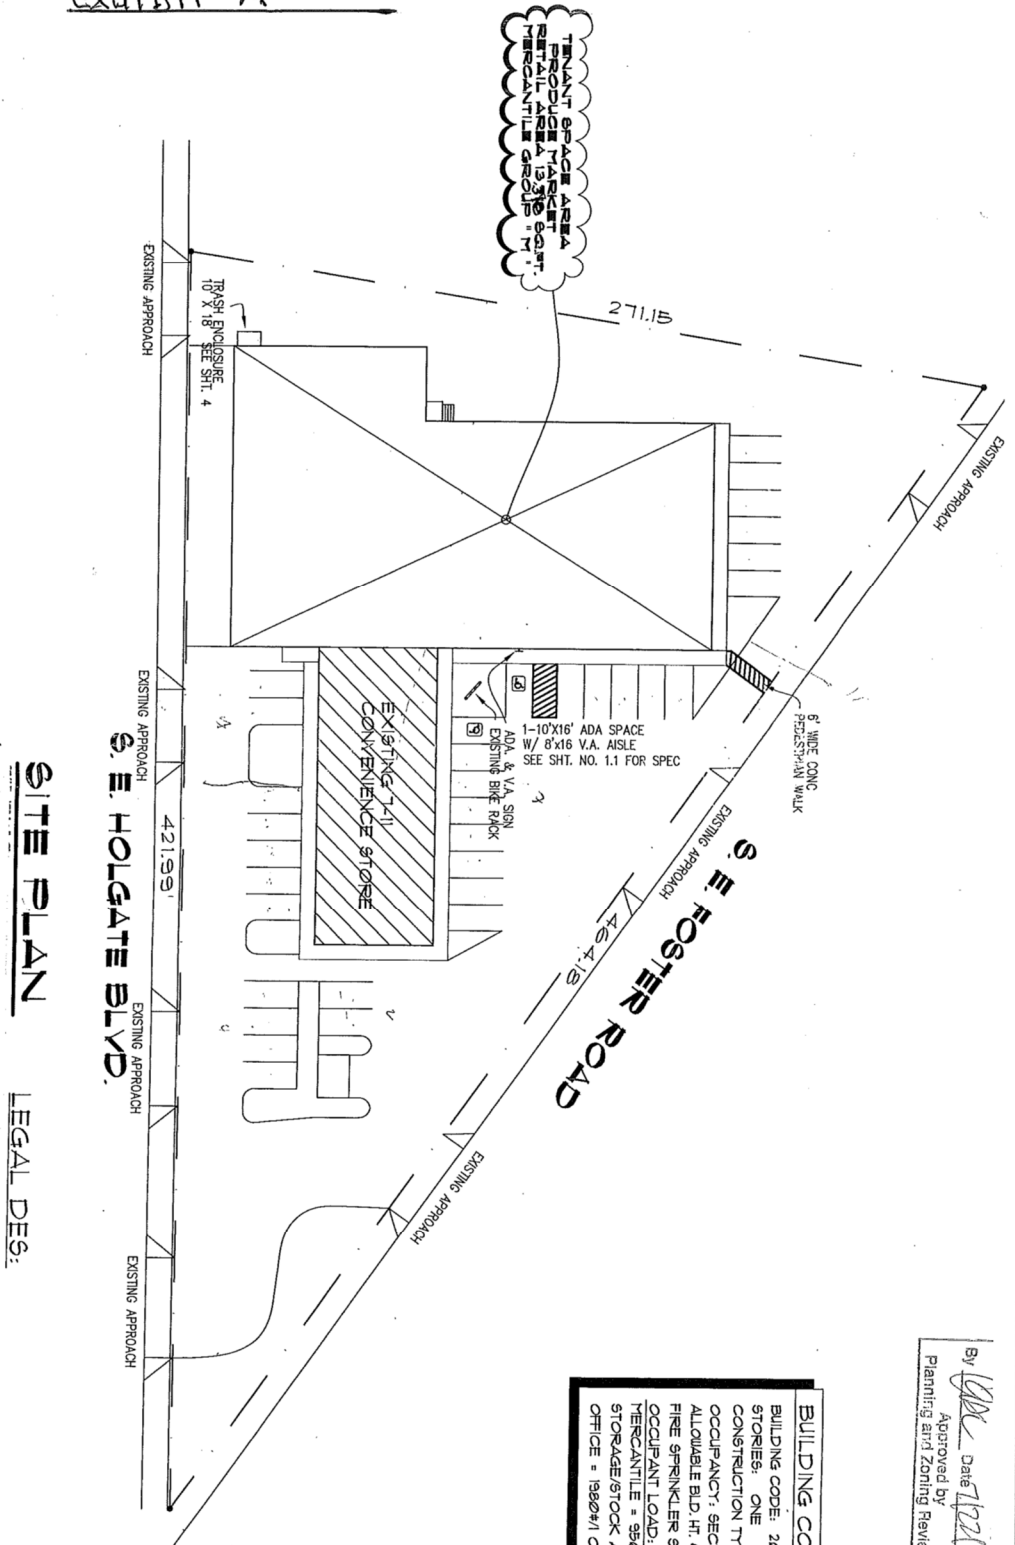 EXHIBIT "A"
TENANT SPACE AREA
PRODUCE MARKET
RETAIL AREA SQ.FT.
MERCANTILE GROUP "M"
271.15
EXISTING APPROACH
TRASH ENCLOSURE
10' X 18' SEE SHT. 4
EXISTING APPROACH
6' WIDE CONC
PEDESTRIAN WALK
1-10'X16' ADA SPACE
W/ 8'x16 V.A. AISLE
SEE SHT. NO. 1.1 FOR SPEC
ADA. & V.A. SIGN
EXISTING BIKE RACK
EXISTING 7-11
CONVENIENCE STORE
EXISTING APPROACH
S. E. FOSTER ROAD
464.18
EXISTING APPROACH
EXISTING APPROACH
421.99'
EXISTING APPROACH
EXISTING APPROACH
S. E. HOLGATE BLVD.
SITE PLAN
LEGAL DES:
By Date
Approved by
Planning and Zoning
BUILDING
BUILDING CODE:
STORIES: ONE
CONSTRUCTION
OCCUPANCY:
ALLOWABLE BLD. HT.
FIRE SPRINKLER
OCCUPANT LOAD:
MERCANTILE =
STORAGE/STOCK
OFFICE =